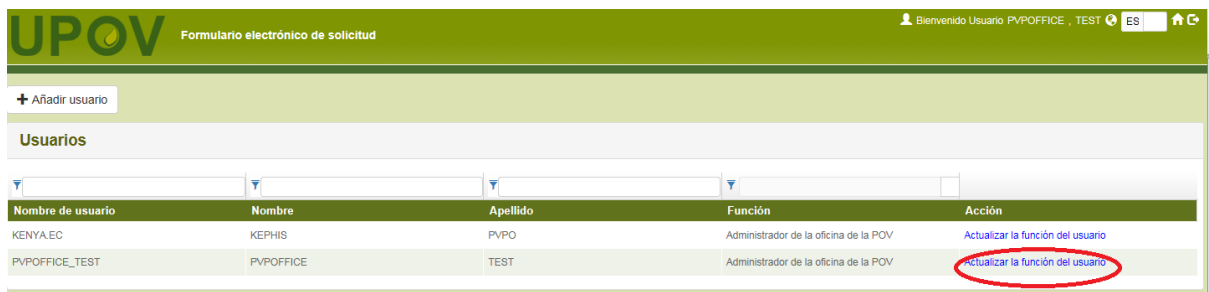 UPOV Formulario electrónico de solicitud Bienvenido Usuario PVPOFFICE , TEST ES
Añadir usuario
Usuarios
Nombre de usuario Nombre Apellido Función Acción
KENYA.EC KEPHIS PVPO Administrador de la oficina de la POV Actualizar la función del usuario
PVPOFFICE_TEST PVPOFFICE TEST Administrador de la oficina de la POV Actualizar la función del usuario